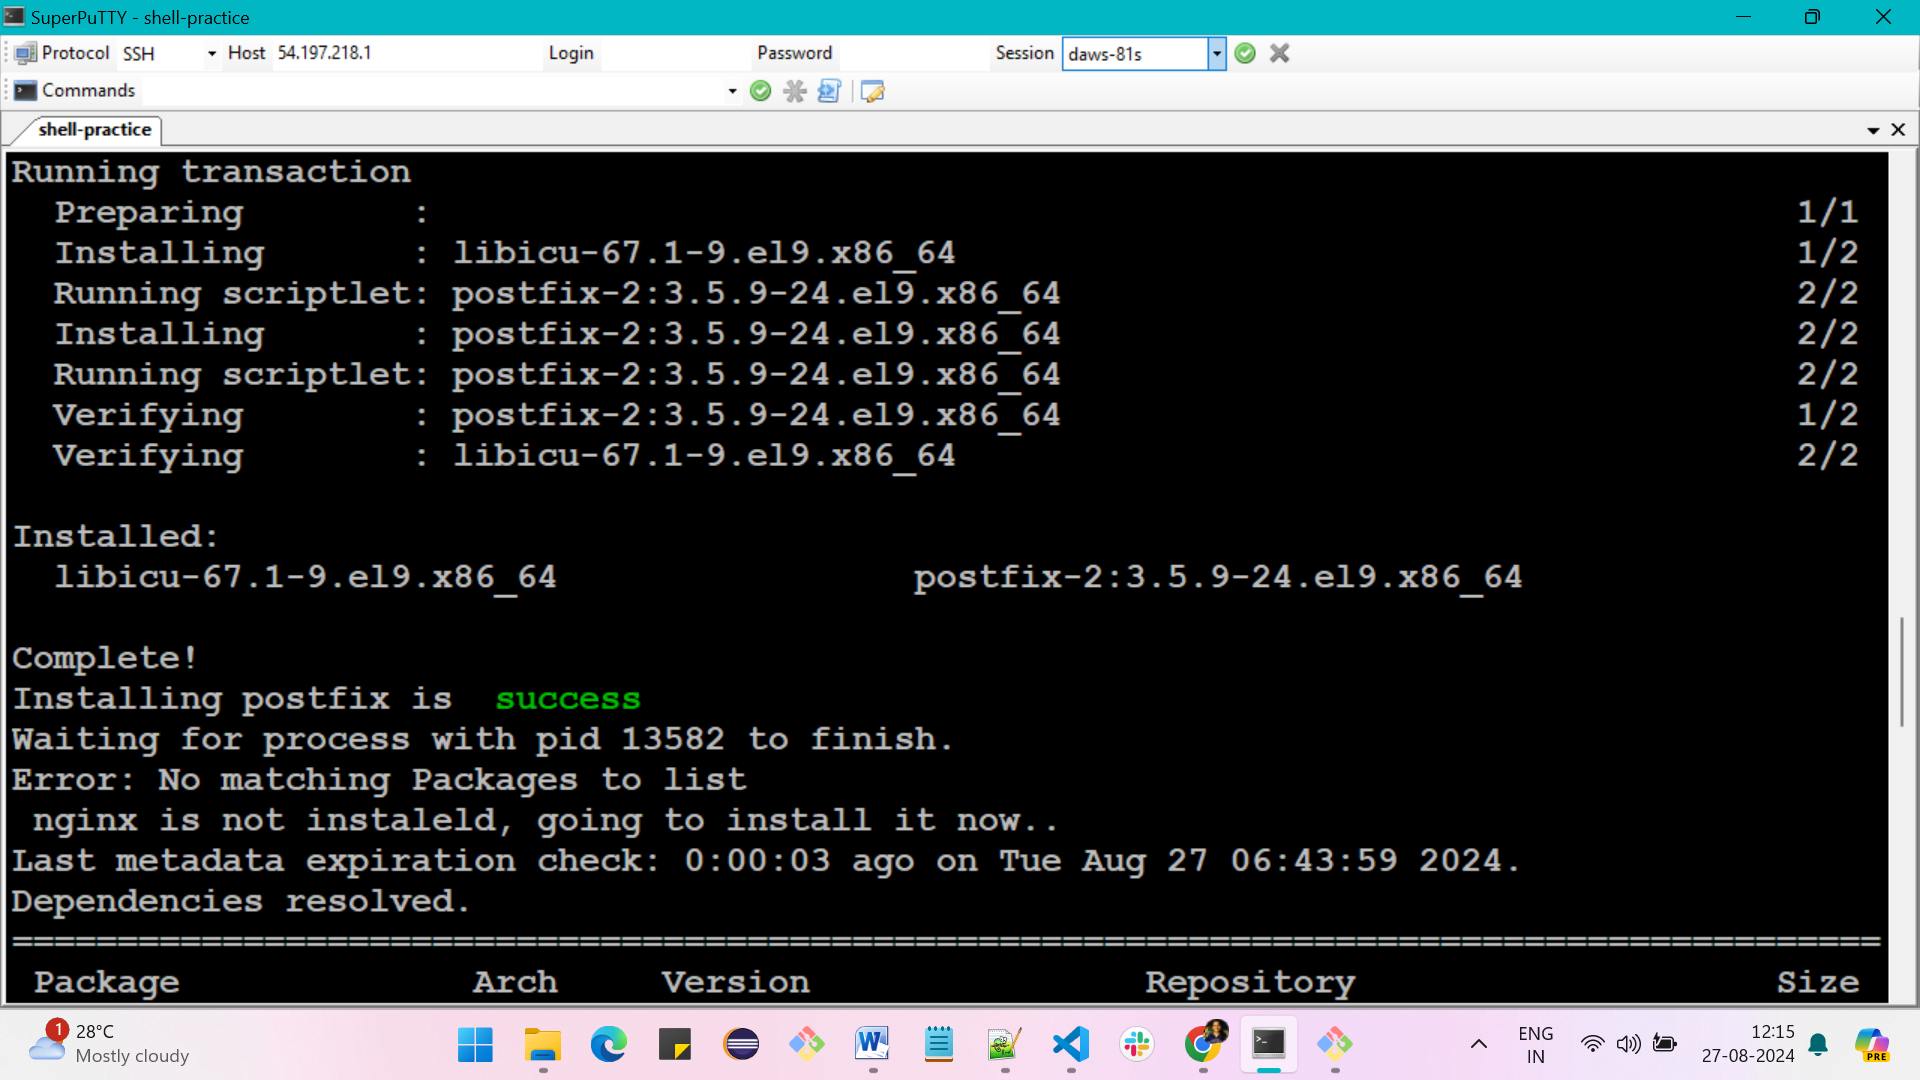 SuperPuTTY - shell-practice
Protocol SSH Host 54.197.218.1 Login Password Session daws-81s
Commands
shell-practice
Running transaction
Preparing : 1/1
Installing : libicu-67.1-9.el9.x86_64 1/2
Running scriptlet: postfix-2:3.5.9-24.el9.x86_64 2/2
Installing : postfix-2:3.5.9-24.el9.x86_64 2/2
Running scriptlet: postfix-2:3.5.9-24.el9.x86_64 2/2
Verifying : postfix-2:3.5.9-24.el9.x86_64 1/2
Verifying : libicu-67.1-9.el9.x86_64 2/2
Installed:
libicu-67.1-9.el9.x86_64 postfix-2:3.5.9-24.el9.x86_64
Complete!
Installing postfix is success
Waiting for process with pid 13582 to finish.
Error: No matching Packages to list
nginx is not instaleld, going to install it now..
Last metadata expiration check: 0:00:03 ago on Tue Aug 27 06:43:59 2024.
Dependencies resolved.
================================================================================
Package Arch Version Repository Size
1 28°C
Mostly cloudy
ENG
IN
12:15
27-08-2024
PRE